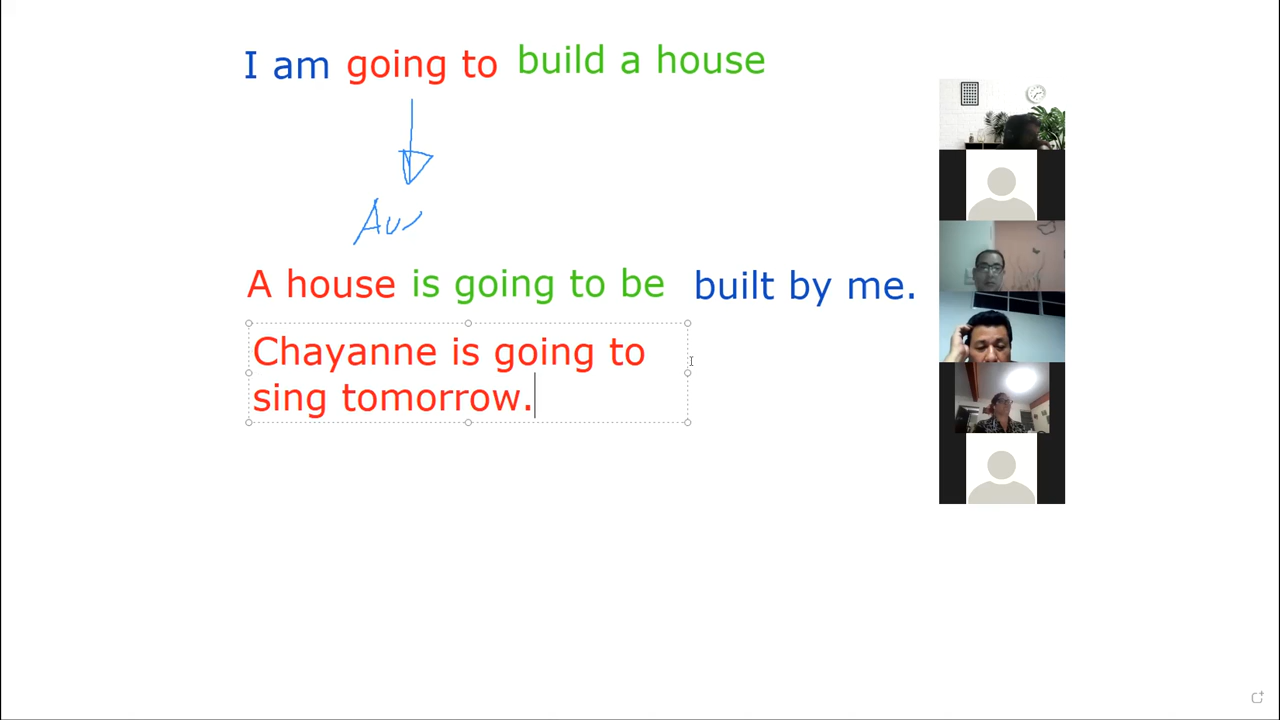 I am going to build a house
Aux
A house is going to be built by me.
Chayanne is going to
sing tomorrow.